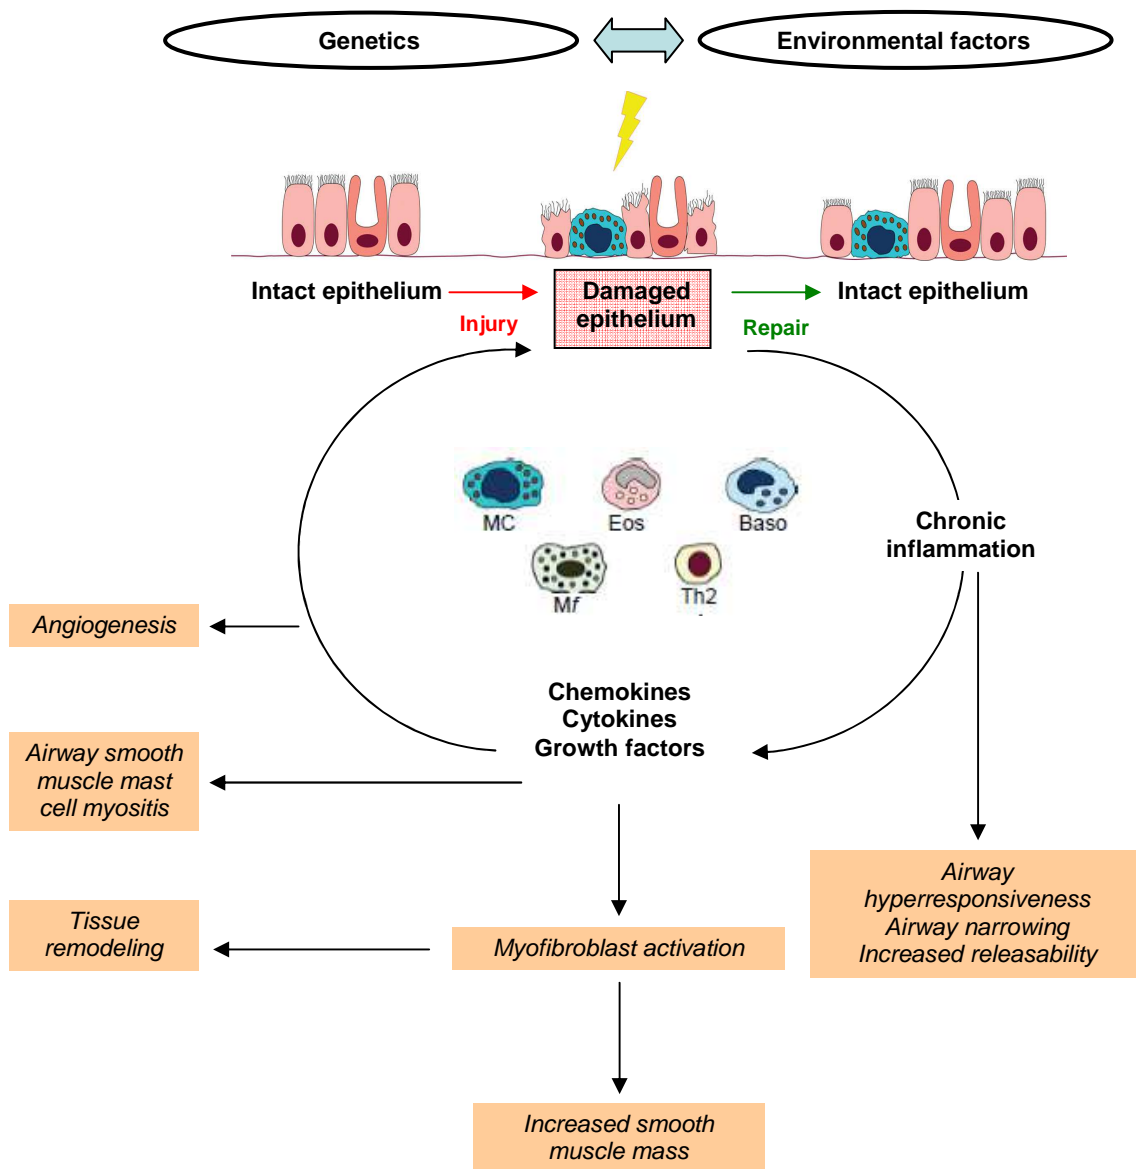 Genetics
Environmental factors
Intact epithelium
Injury
Damaged
epithelium
Repair
Intact epithelium
MC
Eos
Baso
Mf
Th2
Chronic
inflammation
Angiogenesis
Chemokines
Cytokines
Growth factors
Airway smooth
muscle mast
cell myositis
Airway
hyperresponsiveness
Airway narrowing
Increased releasability
Tissue
remodeling
Myofibroblast activation
Increased smooth
muscle mass